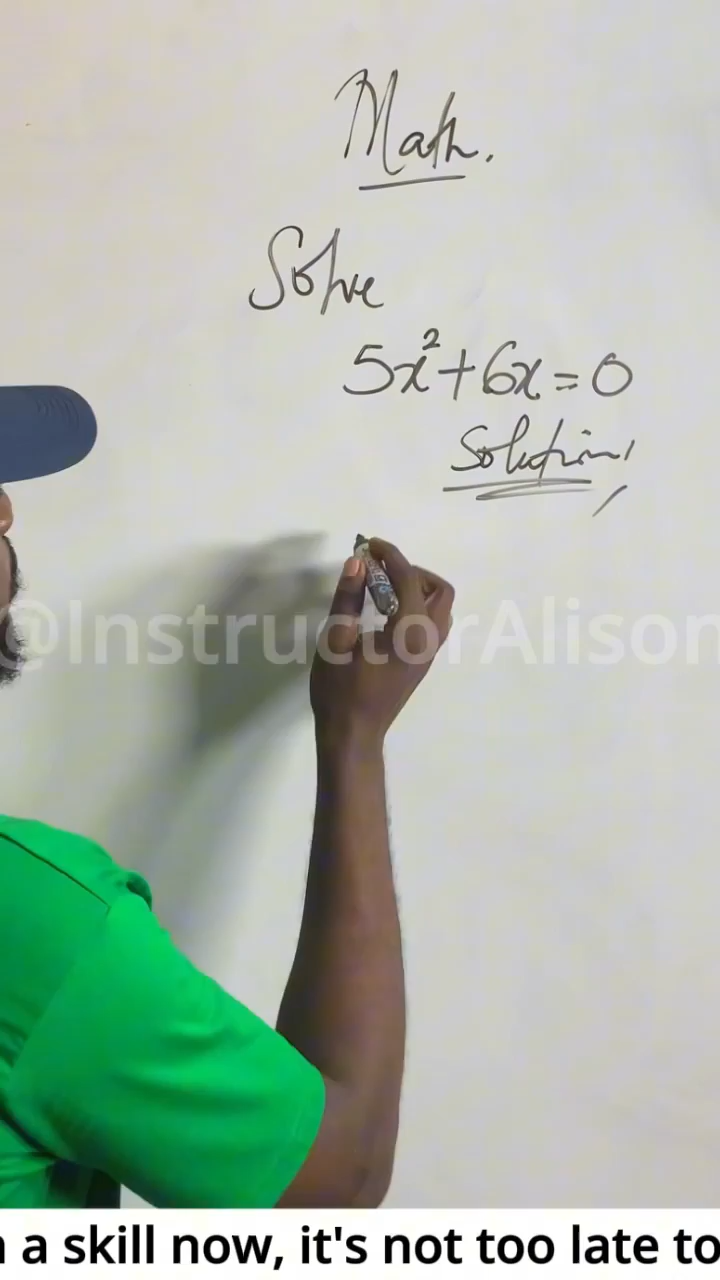 Math.
Solve
5x²+6x=0
Solution,
@InstructorAlison
a skill now, it's not too late to